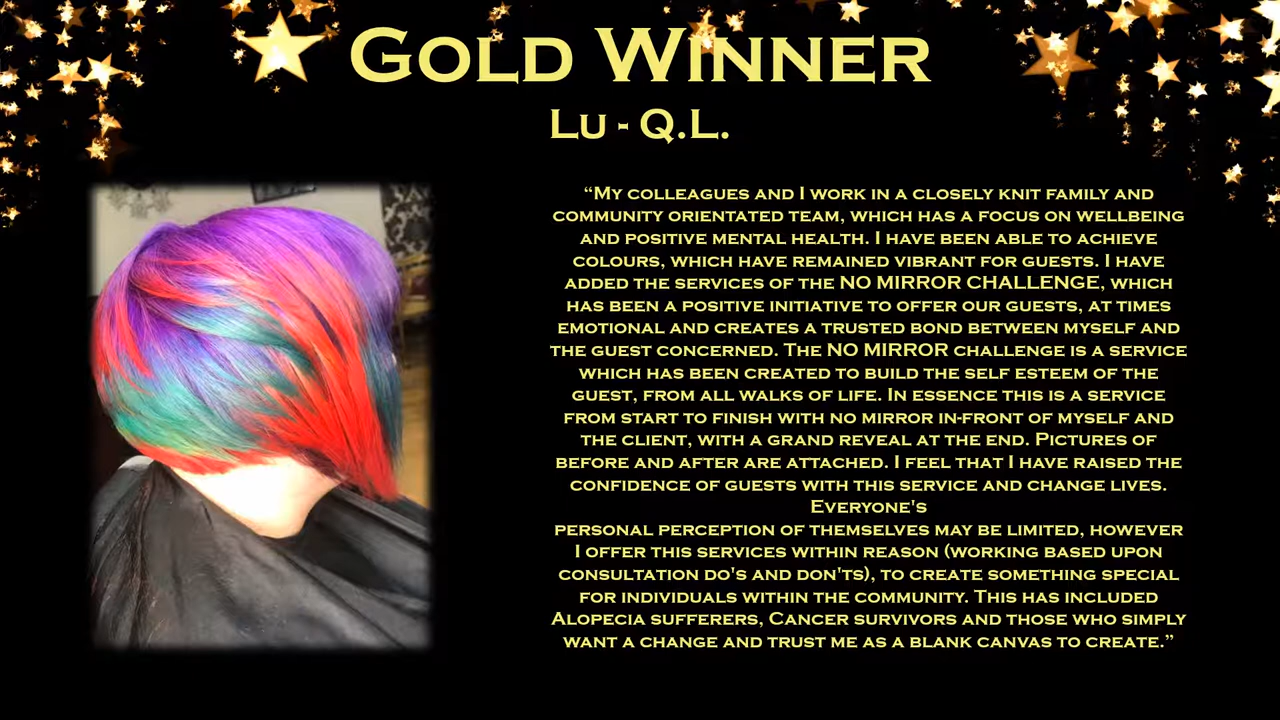 Gold Winner
Lu - Q.L.
“My colleagues and I work in a closely knit family and
community orientated team, which has a focus on wellbeing
and positive mental health. I have been able to achieve
colours, which have remained vibrant for guests. I have
added the services of the NO MIRROR CHALLENGE, which
has been a positive initiative to offer our guests, at times
emotional and creates a trusted bond between myself and
the guest concerned. The NO MIRROR challenge is a service
which has been created to build the self esteem of the
guest, from all walks of life. In essence this is a service
from start to finish with no mirror in-front of myself and
the client, with a grand reveal at the end. Pictures of
before and after are attached. I feel that I have raised the
confidence of guests with this service and change lives.
Everyone's
personal perception of themselves may be limited, however
I offer this services within reason (working based upon
consultation do's and don'ts), to create something special
for individuals within the community. This has included
Alopecia sufferers, Cancer survivors and those who simply
want a change and trust me as a blank canvas to create.”